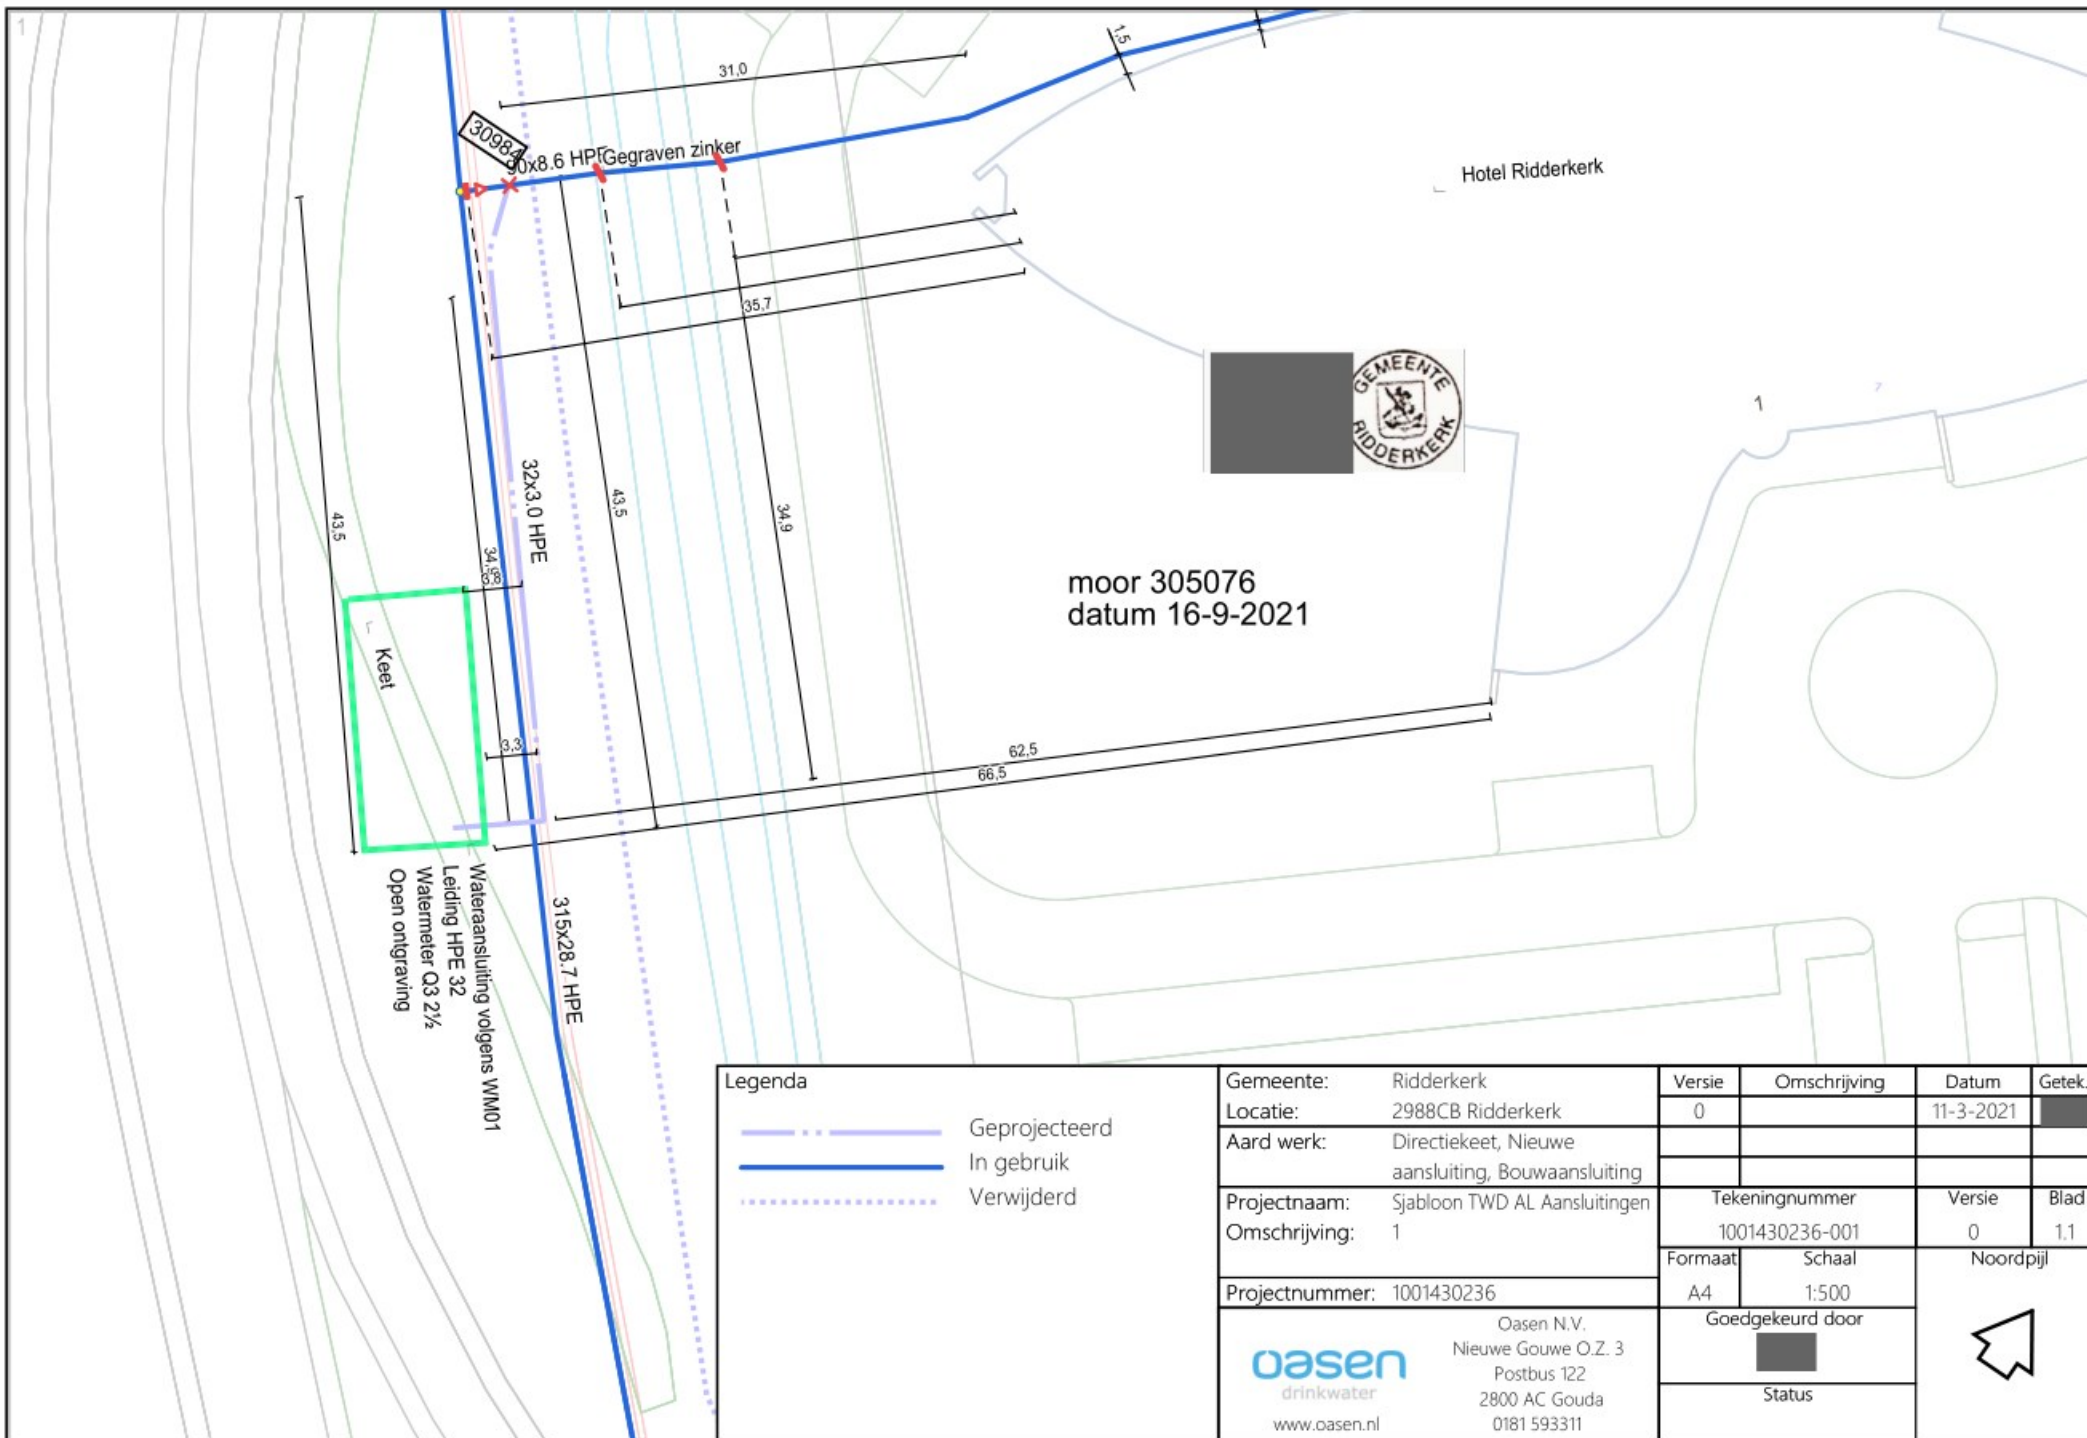 1
31,0
1,5
30984
90x8.6 HPE
Gegraven zinker
Hotel Ridderkerk
35,7
GEMEENTE
RIDDERKERK
1
7
43,5
32x3.0 HPE
43,5
34,9
34,9
3,8
moor 305076
datum 16-9-2021
Keet
3,3
62,5
66,5
Wateraansluiting volgens WM01
Leiding HPE 32
Watermeter Q3 2½
Open ontgraving
315x28.7 HPE
Legenda
Geprojecteerd
In gebruik
Verwijderd
Gemeente: Ridderkerk
Locatie: 2988CB Ridderkerk
Aard werk: Directiekeet, Nieuwe
aansluiting, Bouwaansluiting
Projectnaam: Sjabloon TWD AL Aansluitingen
Omschrijving: 1
Projectnummer: 1001430236
Versie Omschrijving Datum Getek.
0 11-3-2021
Tekeningnummer Versie Blad
1001430236-001 0 1.1
Formaat Schaal Noordpijl
A4 1:500
Goedgekeurd door
Status
oasen
drinkwater
www.oasen.nl
Oasen N.V.
Nieuwe Gouwe O.Z. 3
Postbus 122
2800 AC Gouda
0181 593311